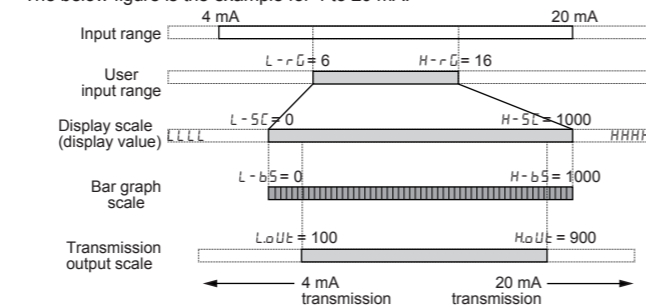 The below figure is the example for 4 to 20 mA.
4 mA 20 mA
Input range
L-rG = 6 H-rG = 16
User
input range
L-SC = 0 H-SC = 1000
Display scale
(display value) LLLL HHHH
L-bS = 0 H-bS = 1000
Bar graph
scale
L.oUt = 100 H.oUt = 900
Transmission
output scale
4 mA 20 mA
transmission transmission